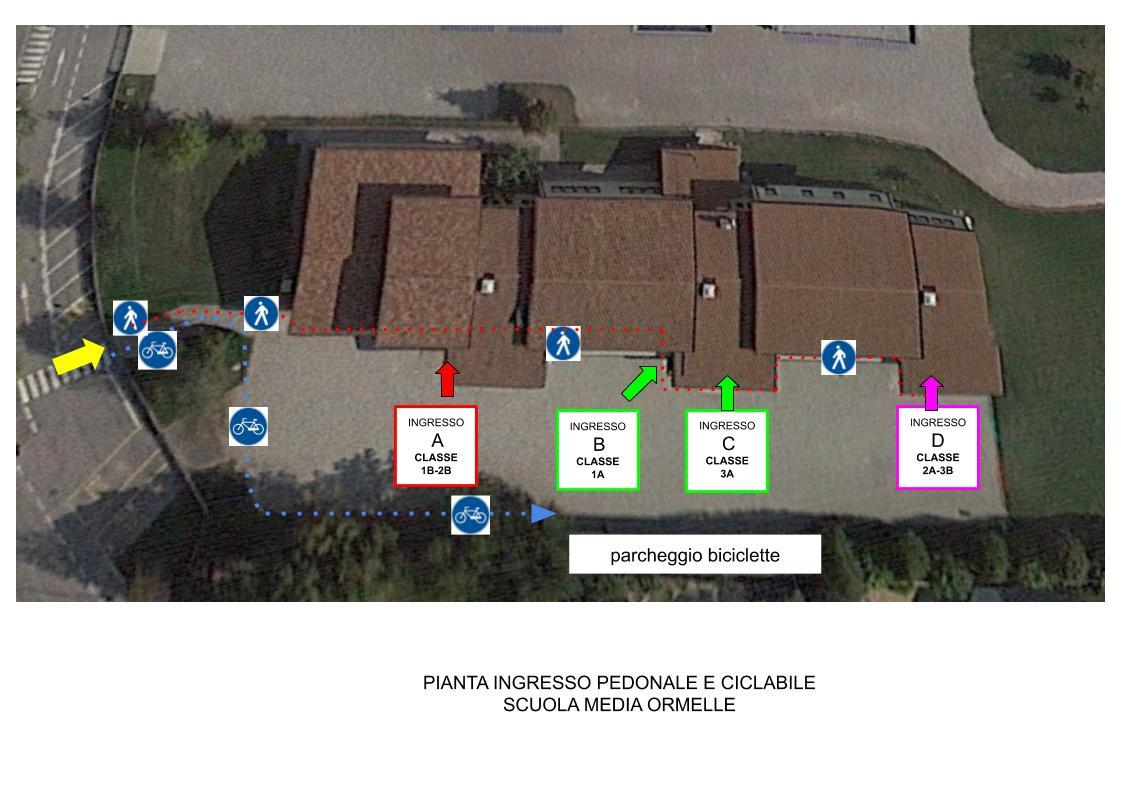 INGRESSO
A
CLASSE
1B-2B
INGRESSO
B
CLASSE
1A
INGRESSO
C
CLASSE
3A
INGRESSO
D
CLASSE
2A-3B
parcheggio biciclette
PIANTA INGRESSO PEDONALE E CICLABILE
SCUOLA MEDIA ORMELLE